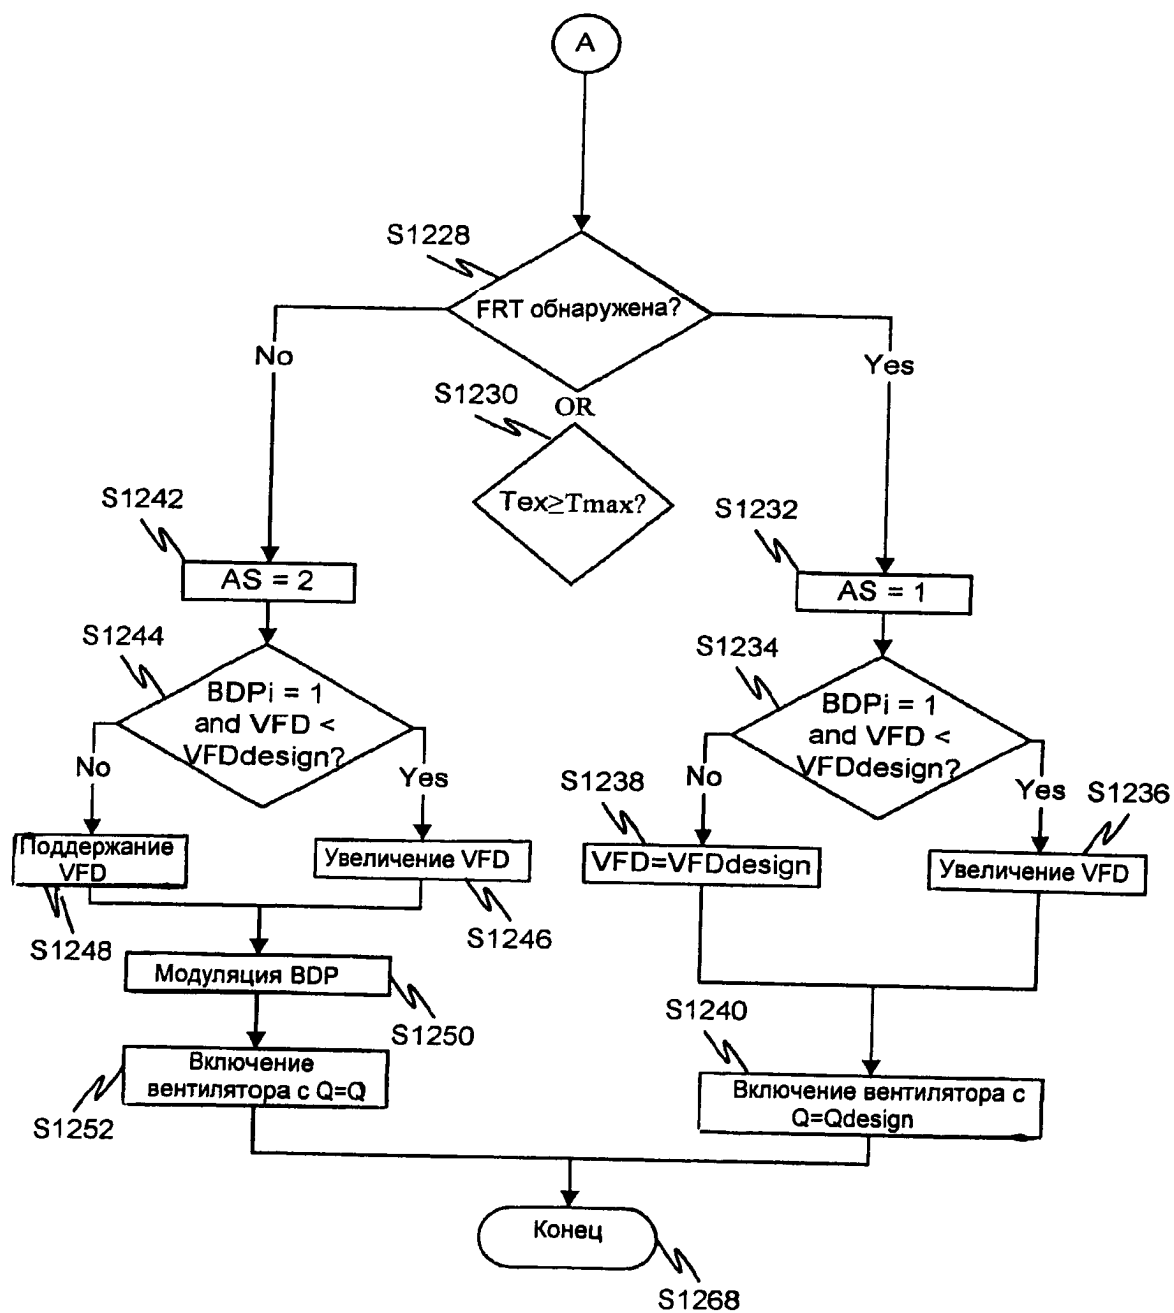 A
S1228
FRT обнаружена?
No
Yes
S1230
OR
Tex≥Tmax?
S1242
AS = 2
S1232
AS = 1
S1244
BDPi = 1
and VFD <
VFDdesign?
No
Yes
S1234
BDPi = 1
and VFD <
VFDdesign?
No
Yes
Поддержание
VFD
S1248
Увеличение VFD
S1246
S1238
VFD=VFDdesign
S1236
Увеличение VFD
Модуляция BDP
S1250
Включение
вентилятора с Q=Q
S1252
S1240
Включение вентилятора с
Q=Qdesign
Конец
S1268